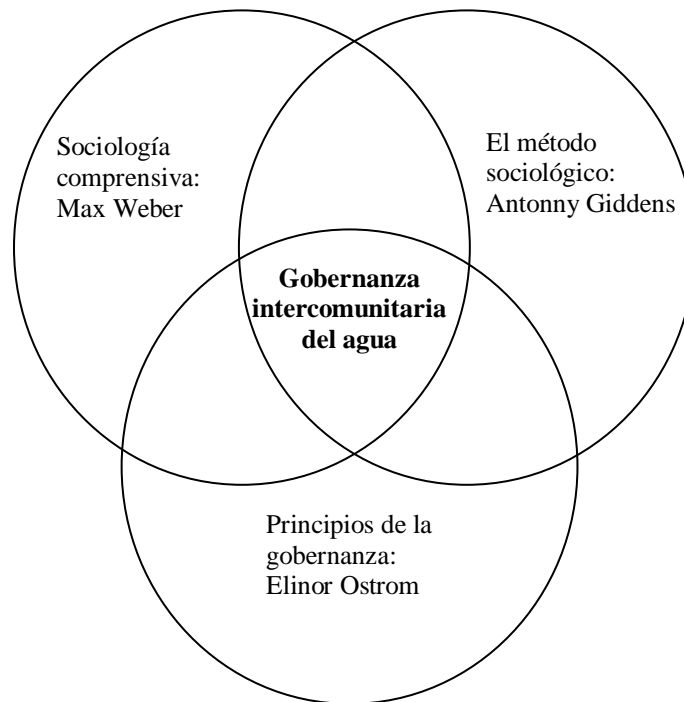 Sociología
comprensiva:
Max Weber
El método
sociológico:
Antonny Giddens
Gobernanza
intercomunitaria
del agua
Principios de la
gobernanza:
Elinor Ostrom